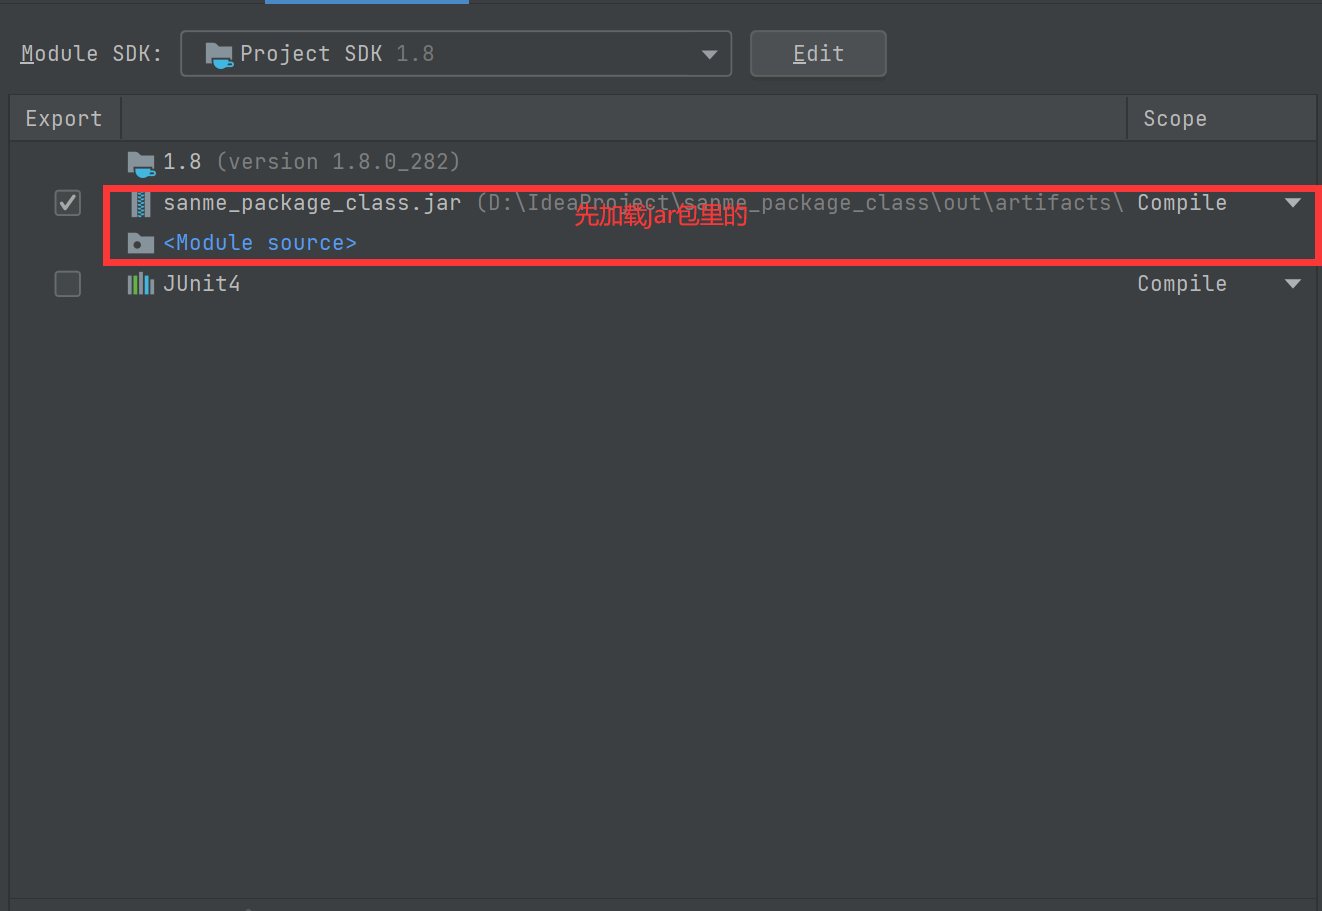 Module SDK: Project SDK 1.8 Edit
Export Scope
1.8 (version 1.8.0_282)
sanme_package_class.jar (D:\IdeaProject\sanme_package_class\out\artifacts\ Compile
先加载jar包里的
<Module source>
JUnit4 Compile